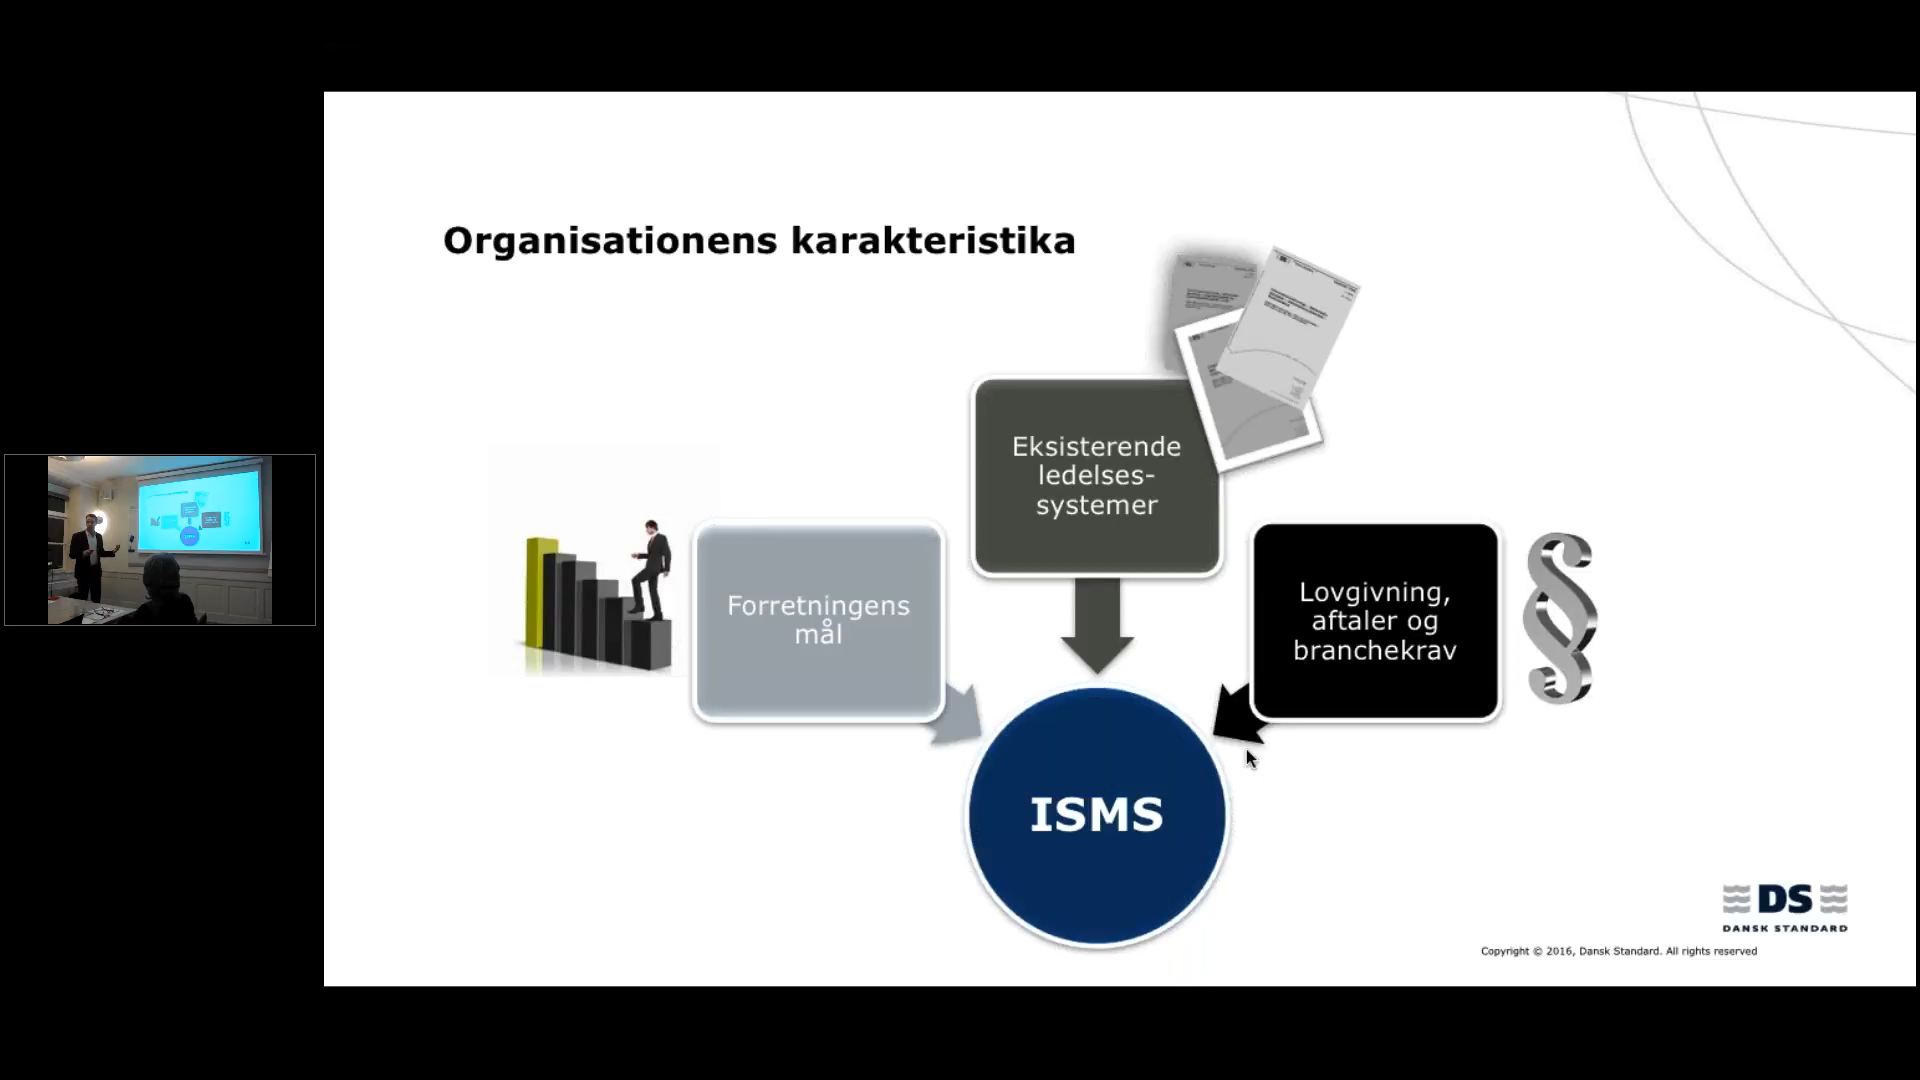 Organisationens karakteristika
Eksisterende
ledelses-
systemer
Forretningens
mål
Lovgivning,
aftaler og
branchekrav
ISMS
DS
DANSK STANDARD
Copyright © 2016, Dansk Standard. All rights reserved